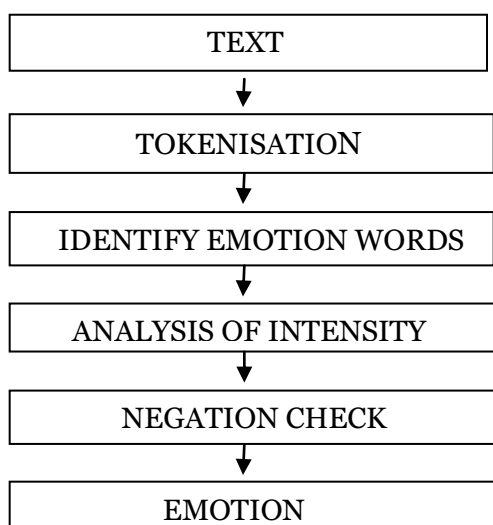 TEXT
TOKENISATION
IDENTIFY EMOTION WORDS
ANALYSIS OF INTENSITY
NEGATION CHECK
EMOTION